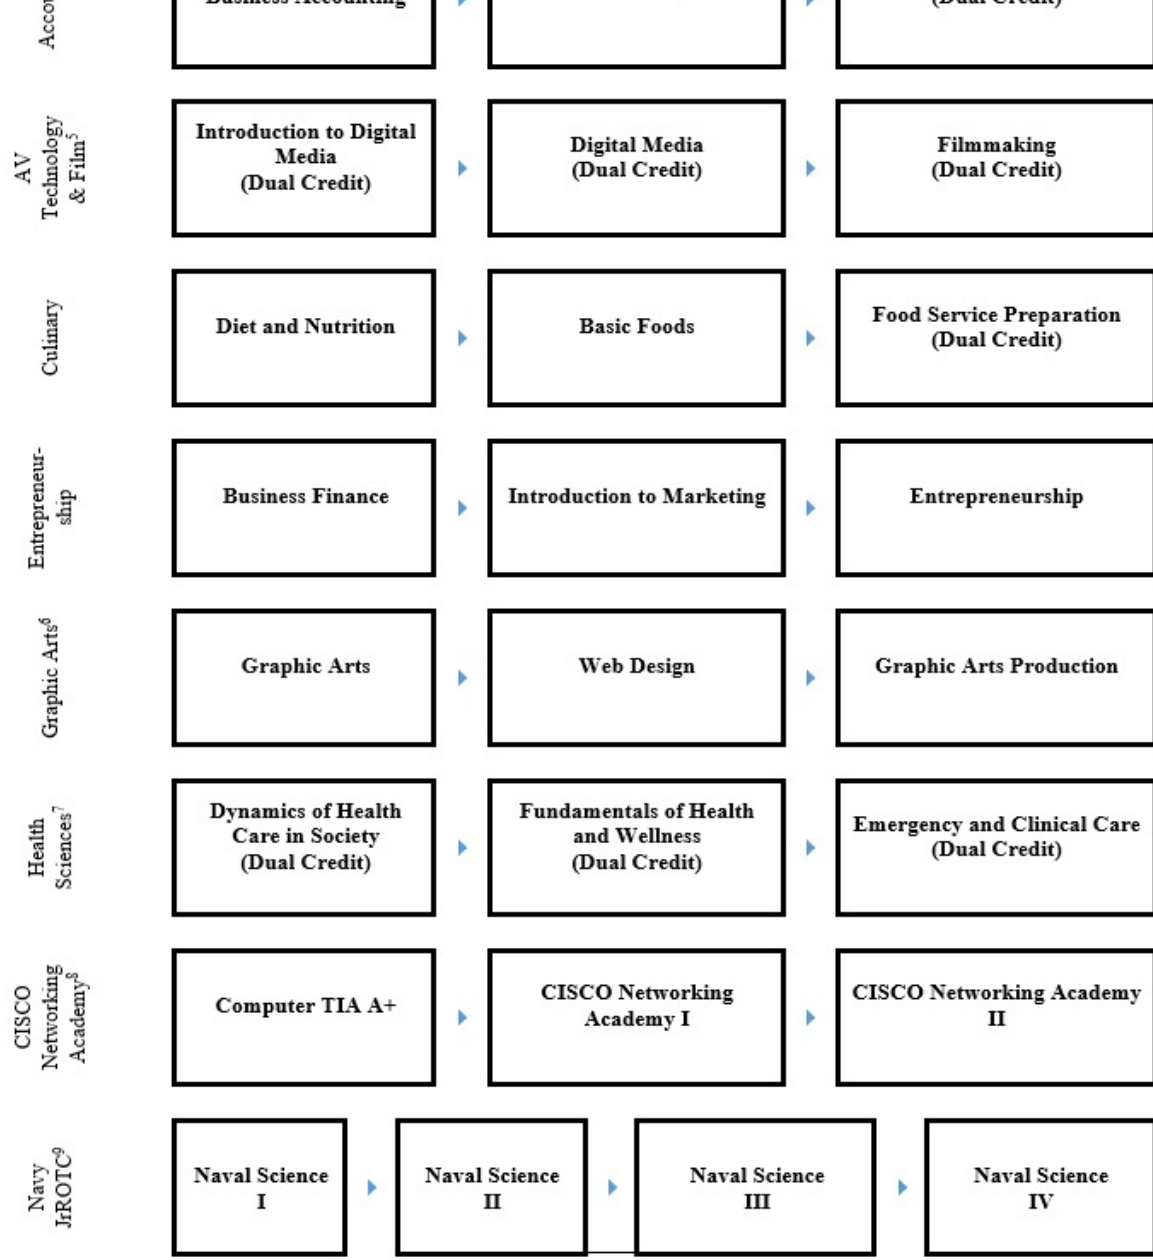 Accou
Business Accounting
(Dual Credit)
AV
Technology
& Film5
Introduction to Digital
Media
(Dual Credit)
Digital Media
(Dual Credit)
Filmmaking
(Dual Credit)
Culinary
Diet and Nutrition
Basic Foods
Food Service Preparation
(Dual Credit)
Entrepreneur-
ship
Business Finance
Introduction to Marketing
Entrepreneurship
Graphic Arts6
Graphic Arts
Web Design
Graphic Arts Production
Health
Sciences7
Dynamics of Health
Care in Society
(Dual Credit)
Fundamentals of Health
and Wellness
(Dual Credit)
Emergency and Clinical Care
(Dual Credit)
CISCO
Networking
Academy8
Computer TIA A+
CISCO Networking
Academy I
CISCO Networking Academy
II
Navy
JrROTC9
Naval Science
I
Naval Science
II
Naval Science
III
Naval Science
IV